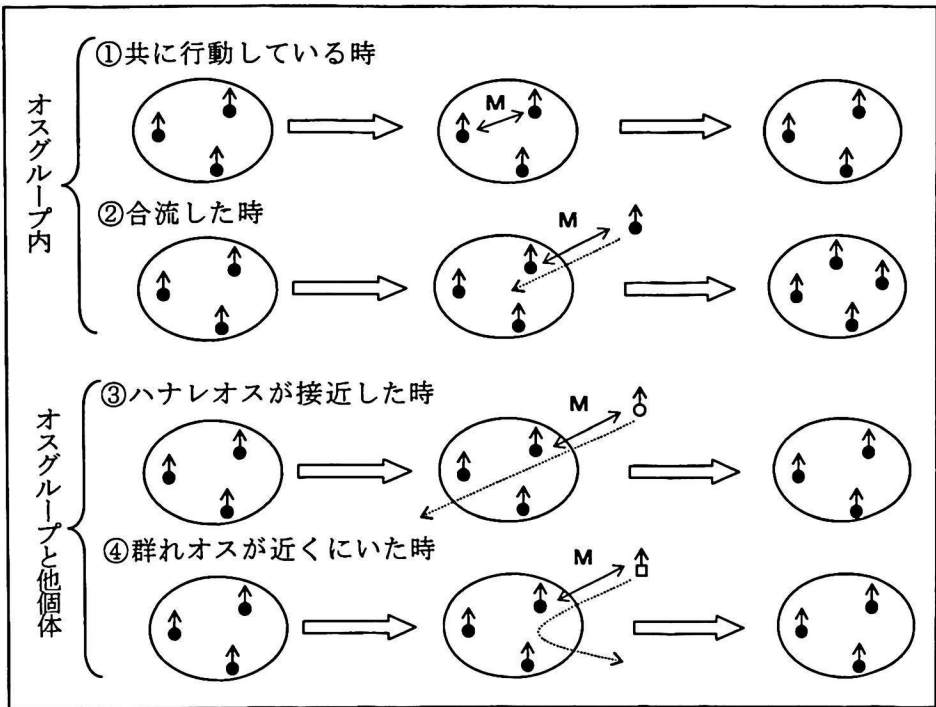 オスグループ内
①共に行動している時
M
②合流した時
M
オスグループと他個体
③ハナレオスが接近した時
M
④群れオスが近くにいた時
M